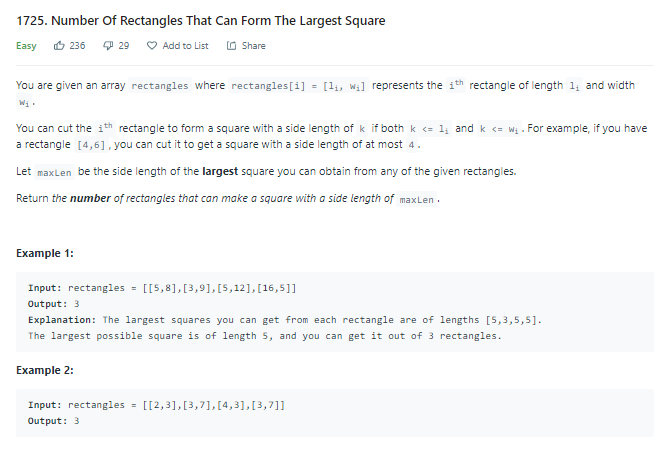 1725. Number Of Rectangles That Can Form The Largest Square
Easy 236 29 Add to List Share
You are given an array rectangles where rectangles[i] = [li, wi] represents the ith rectangle of length li and width
wi.
You can cut the ith rectangle to form a square with a side length of k if both k <= li and k <= wi. For example, if you have
a rectangle [4,6], you can cut it to get a square with a side length of at most 4.
Let maxLen be the side length of the largest square you can obtain from any of the given rectangles.
Return the number of rectangles that can make a square with a side length of maxLen.
Example 1:
Input: rectangles = [[5,8],[3,9],[5,12],[16,5]]
Output: 3
Explanation: The largest squares you can get from each rectangle are of lengths [5,3,5,5].
The largest possible square is of length 5, and you can get it out of 3 rectangles.
Example 2:
Input: rectangles = [[2,3],[3,7],[4,3],[3,7]]
Output: 3